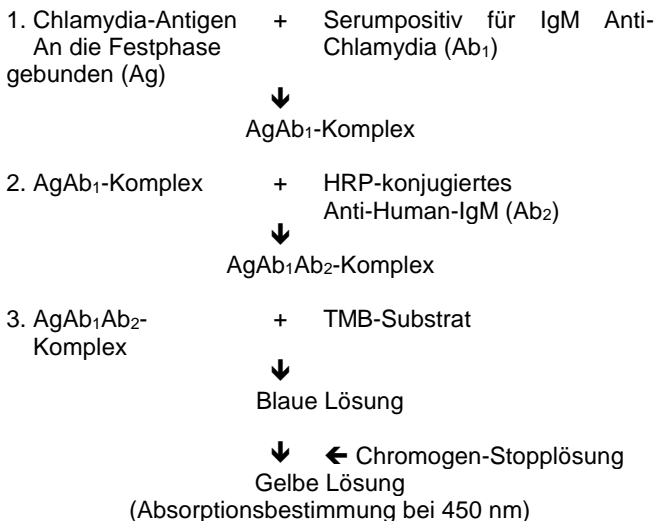 1. Chlamydia-Antigen + Serumpositiv für IgM Anti-
An die Festphase Chlamydia (Ab₁)
gebunden (Ag)
🡻
AgAb₁-Komplex
2. AgAb₁-Komplex + HRP-konjugiertes
Anti-Human-IgM (Ab₂)
🡻
AgAb₁Ab₂-Komplex
3. AgAb₁Ab₂- + TMB-Substrat
Komplex
🡻
Blaue Lösung
🡻 🡸 Chromogen-Stopplösung
Gelbe Lösung
(Absorptionsbestimmung bei 450 nm)